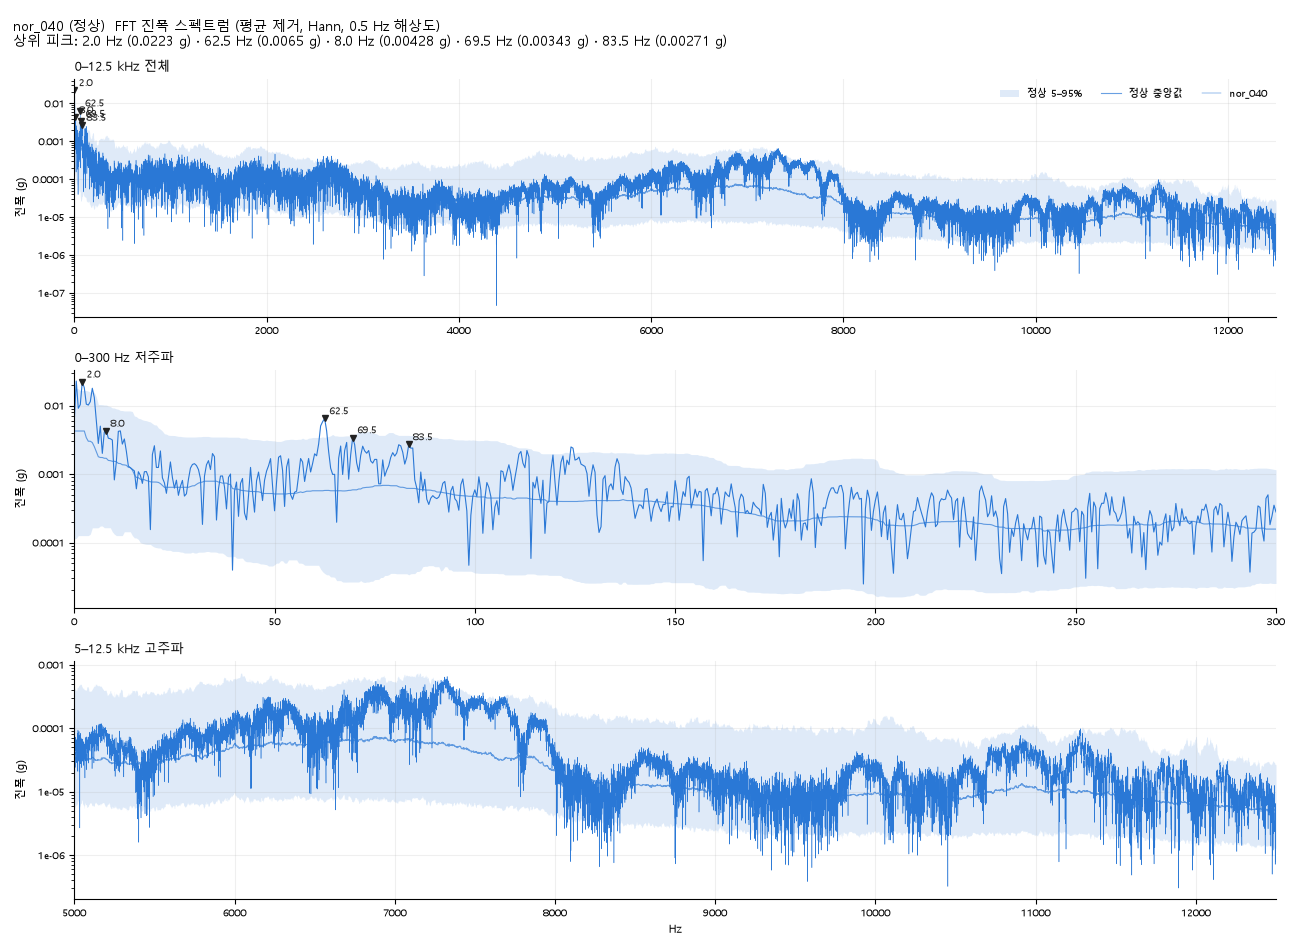 nor_040 (정상)  FFT 진폭 스펙트럼 (평균 제거, Hann, 0.5 Hz 해상도)
상위 피크: 2.0 Hz (0.0223 g) · 62.5 Hz (0.0065 g) · 8.0 Hz (0.00428 g) · 69.5 Hz (0.00343 g) · 83.5 Hz (0.00271 g)
0–12.5 kHz 전체
2.0
62.5
83.5
정상 5–95%
정상 중앙값
nor_040
0.01
0.001
0.0001
1e-05
1e-06
1e-07
진폭 (g)
0 2000 4000 6000 8000 10000 12000
0–300 Hz 저주파
2.0
8.0
62.5
69.5
83.5
0.01
0.001
0.0001
진폭 (g)
0 50 100 150 200 250 300
5–12.5 kHz 고주파
0.001
0.0001
1e-05
1e-06
진폭 (g)
5000 6000 7000 8000 9000 10000 11000 12000
Hz